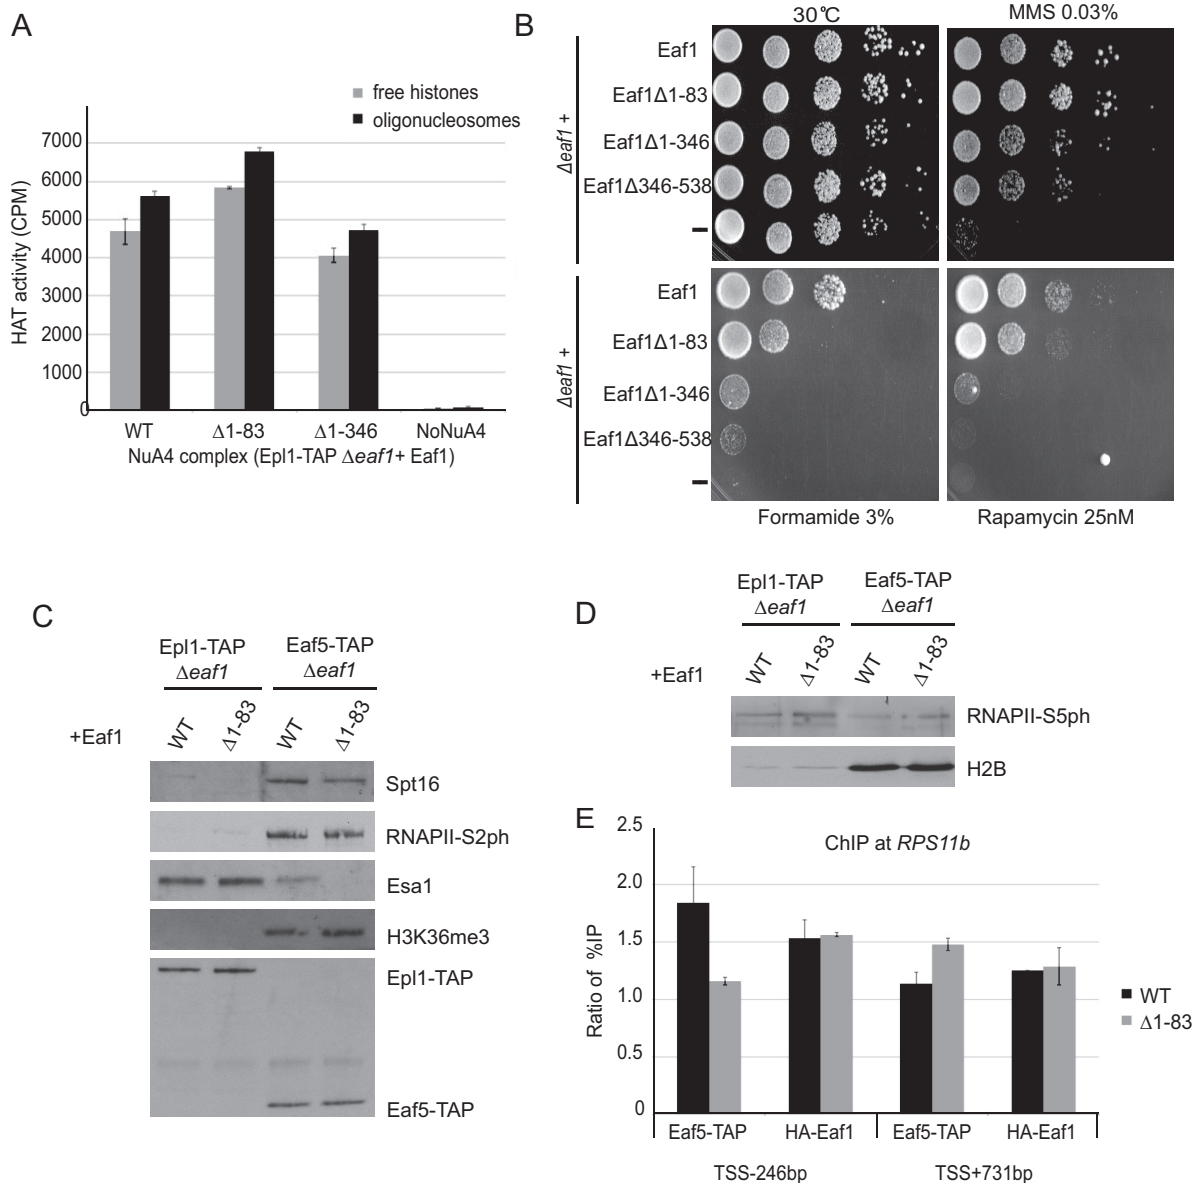 A
free histones
oligonucleosomes
HAT activity (CPM)
7000
6000
5000
4000
3000
2000
1000
0
WT Δ1-83 Δ1-346 NoNuA4
NuA4 complex (Epl1-TAP Δeaf1+ Eaf1)
B
30℃ MMS 0.03%
Δeaf1 +
Eaf1
Eaf1Δ1-83
Eaf1Δ1-346
Eaf1Δ346-538
–
Δeaf1 +
Eaf1
Eaf1Δ1-83
Eaf1Δ1-346
Eaf1Δ346-538
–
Formamide 3% Rapamycin 25nM
C
Epl1-TAP Eaf5-TAP
Δeaf1 Δeaf1
+Eaf1 WT Δ1-83 WT Δ1-83
Spt16
RNAPII-S2ph
Esa1
H3K36me3
Epl1-TAP
Eaf5-TAP
D
Epl1-TAP Eaf5-TAP
Δeaf1 Δeaf1
+Eaf1 WT Δ1-83 WT Δ1-83
RNAPII-S5ph
H2B
E
ChIP at RPS11b
Ratio of %IP
2.5
2.0
1.5
1.0
0.5
0
WT
Δ1-83
Eaf5-TAP HA-Eaf1 Eaf5-TAP HA-Eaf1
TSS-246bp TSS+731bp